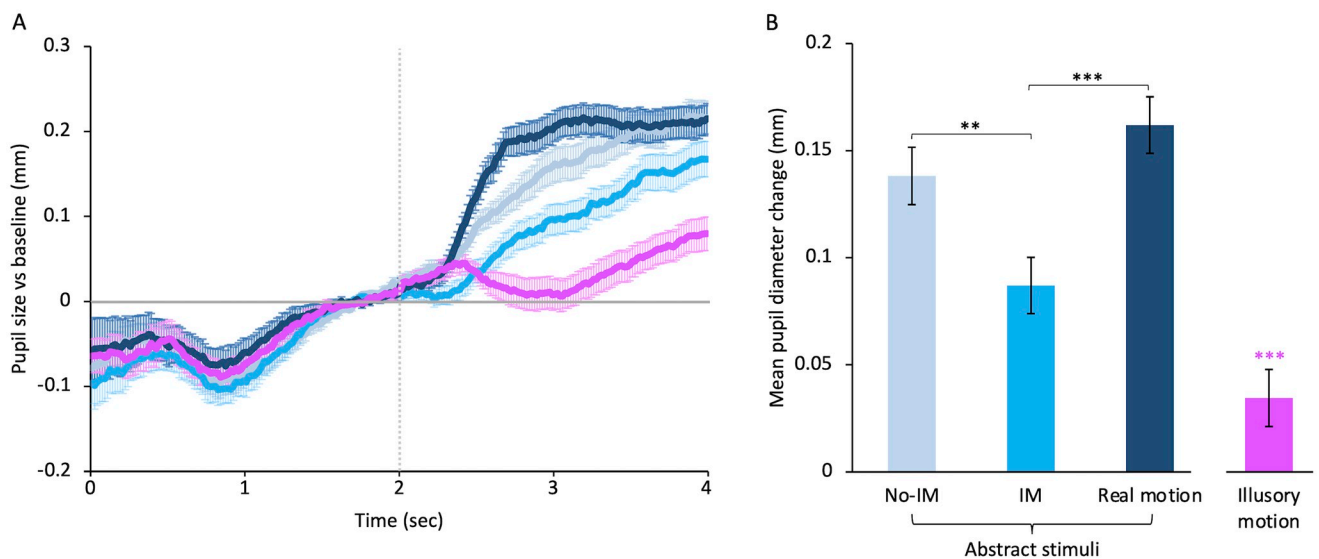 A
Pupil size vs baseline (mm)
0.3
0.2
0.1
0
-0.1
-0.2
0 1 2 3 4
Time (sec)
B
Mean pupil diameter change (mm)
0.2
0.15
0.1
0.05
0
**
***
***
No-IM IM Real motion Illusory
motion
Abstract stimuli